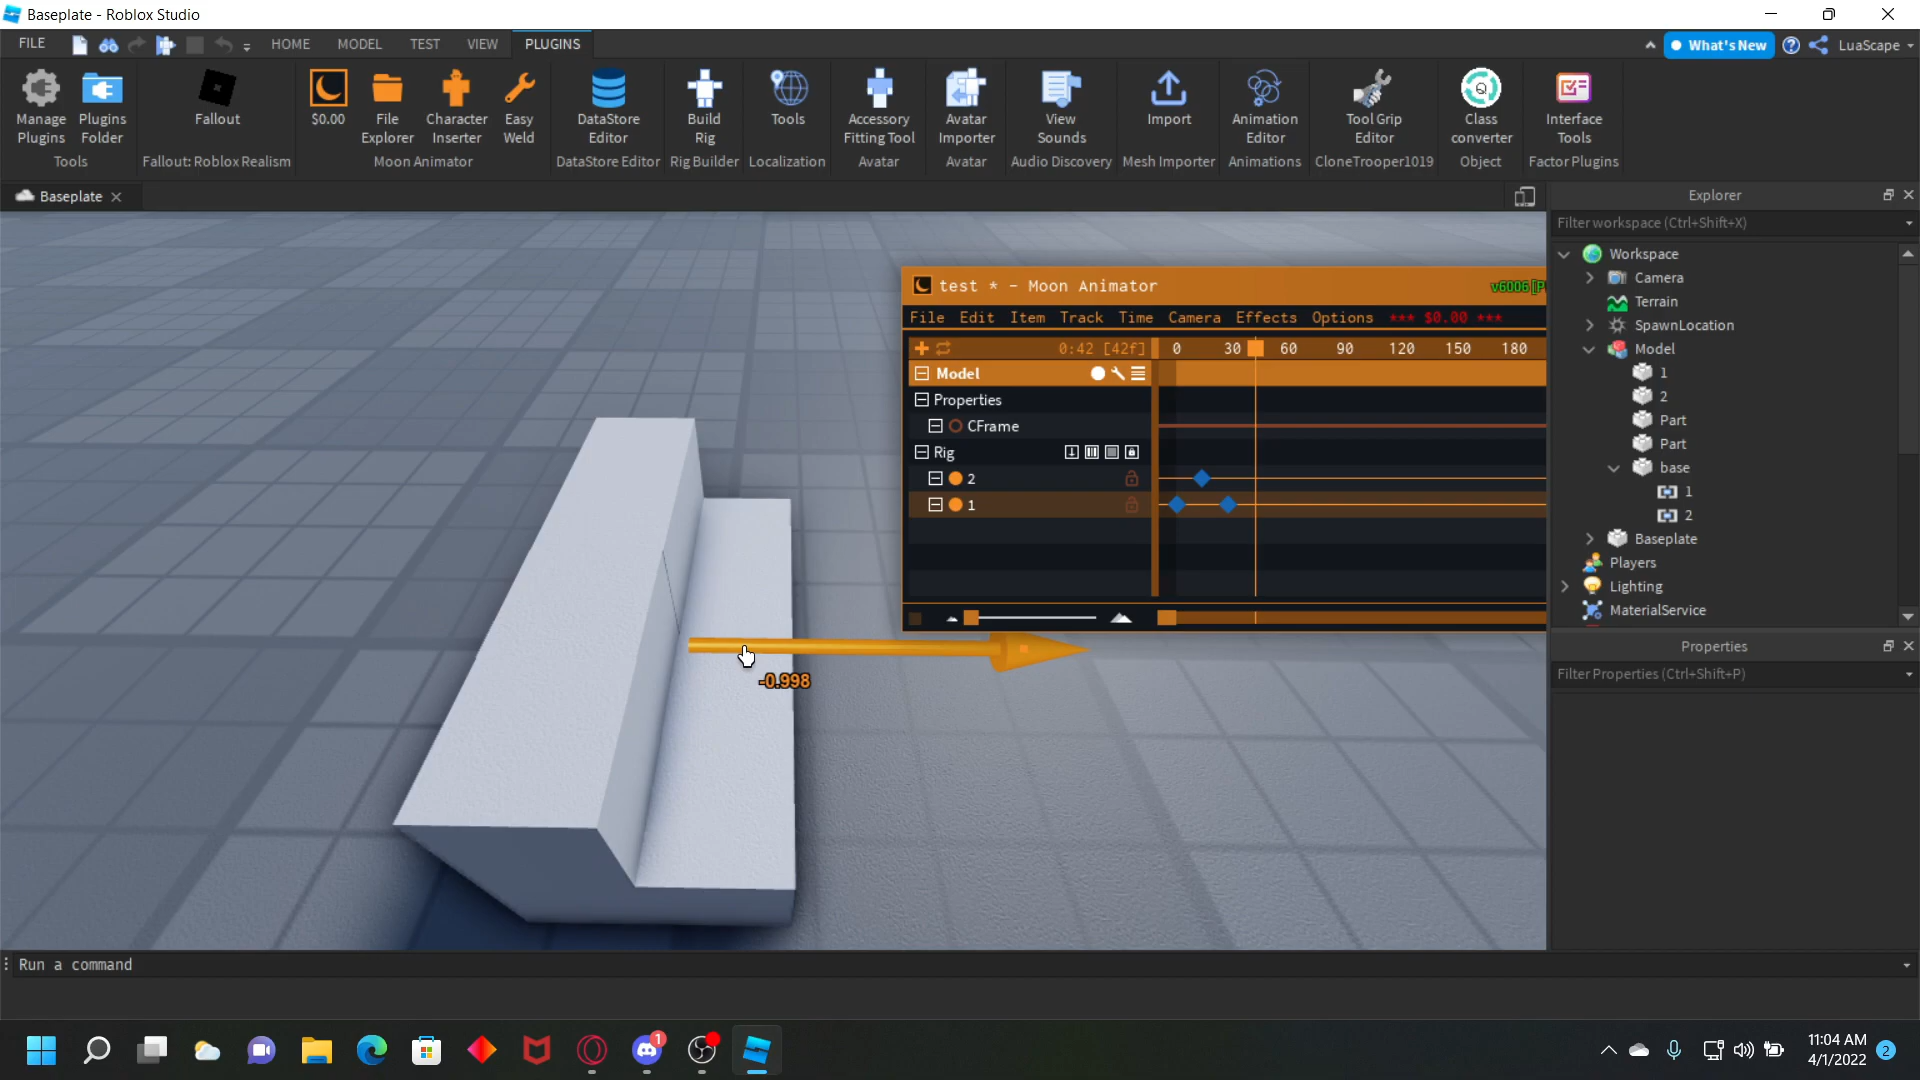 Baseplate - Roblox Studio
FILE HOME MODEL TEST VIEW PLUGINS What's New LuaScape
Manage Plugins
Plugins Folder
Tools
Fallout
Fallout: Roblox Realism
$0.00
File Explorer
Character Inserter
Easy Weld
Moon Animator
DataStore Editor
DataStore Editor
Build Rig
Rig Builder
Tools
Localization
Accessory Fitting Tool
Avatar
Avatar Importer
Avatar
View Sounds
Audio Discovery
Import
Mesh Importer
Animation Editor
Animations
Tool Grip Editor
CloneTrooper1019
Class converter
Object
Interface Tools
Factor Plugins
Baseplate
test * - Moon Animator
File Edit Item Track Time Camera Effects Options *** $0.00 ***
0:42 [42f] 0 30 60 90 120 150 180
Model
Properties
CFrame
Rig
2
1
-0.998
Explorer
Filter workspace (Ctrl+Shift+X)
Workspace
Camera
Terrain
SpawnLocation
Model
1
2
Part
Part
base
1
2
Baseplate
Players
Lighting
MaterialService
Properties
Filter Properties (Ctrl+Shift+P)
Run a command
1
11:04 AM
4/1/2022
2